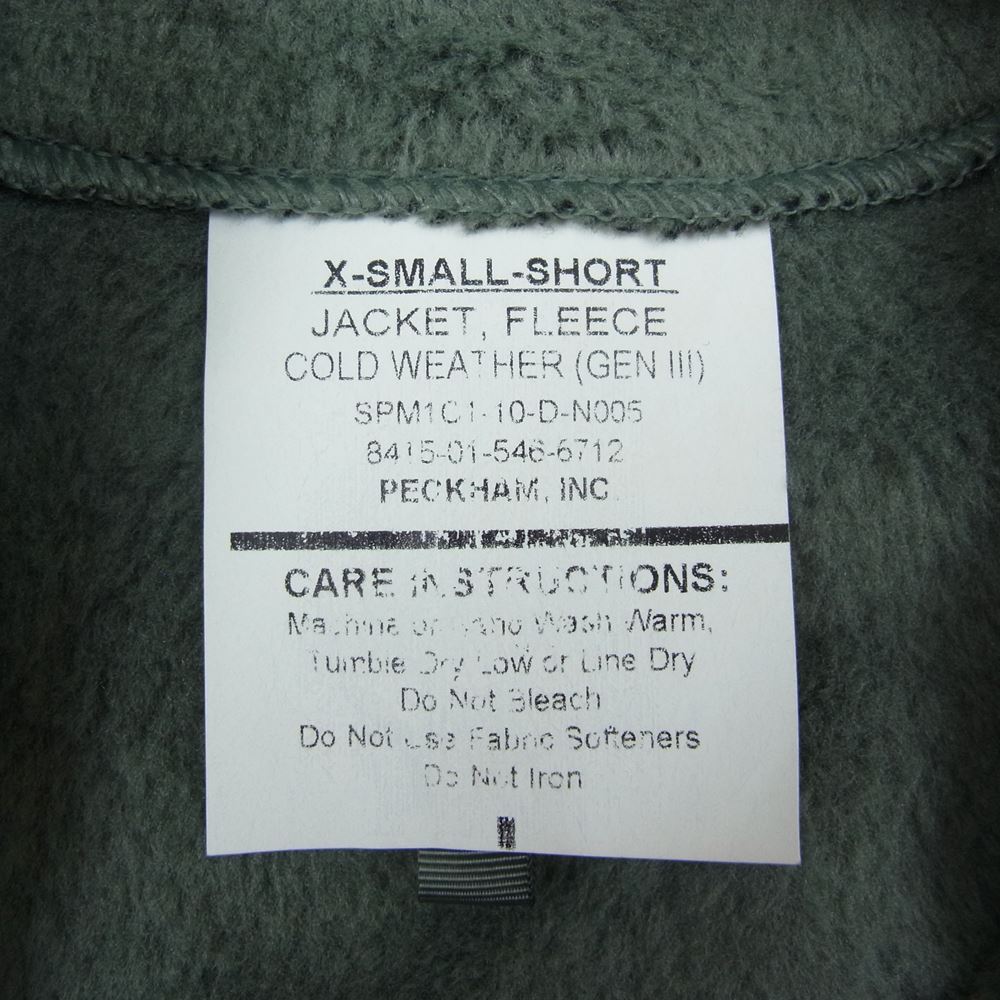 X-SMALL-SHORT
JACKET, FLEECE
COLD WEATHER (GEN III)
SPM1C1-10-D-N005
8415-01-546-6712
PECKHAM, INC.
CARE INSTRUCTIONS:
Machine or Hand Wash Warm,
Tumble Dry Low or Line Dry
Do Not Bleach
Do Not Use Fabric Softeners
Do Not Iron